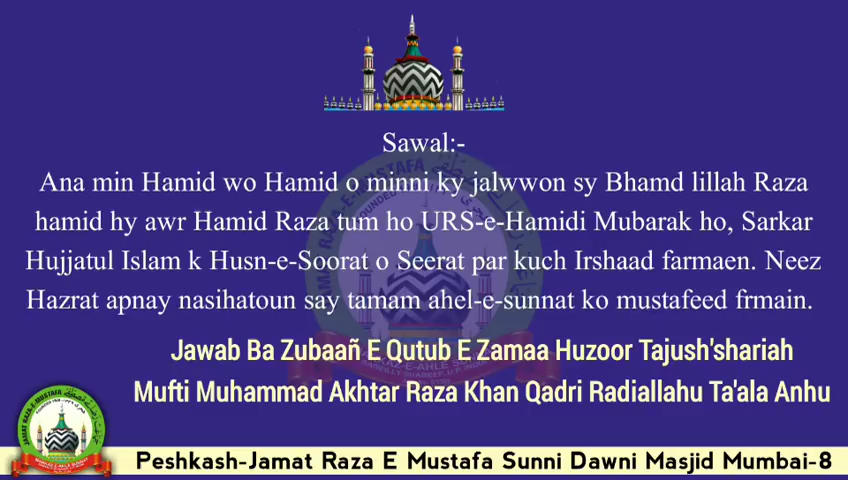 Sawal:-
Ana min Hamid wo Hamid o minni ky jalwwon sy Bhamd lillah Raza
hamid hy awr Hamid Raza tum ho URS-e-Hamidi Mubarak ho, Sarkar
Hujjatul Islam k Husn-e-Soorat o Seerat par kuch Irshaad farmaen. Neez
Hazrat apnay nasihatoun say tamam ahel-e-sunnat ko mustafeed frmain.
Jawab Ba Zubaañ E Qutub E Zamaa Huzoor Tajush'shariah
Mufti Muhammad Akhtar Raza Khan Qadri Radiallahu Ta'ala Anhu
Peshkash-Jamat Raza E Mustafa Sunni Dawni Masjid Mumbai-8